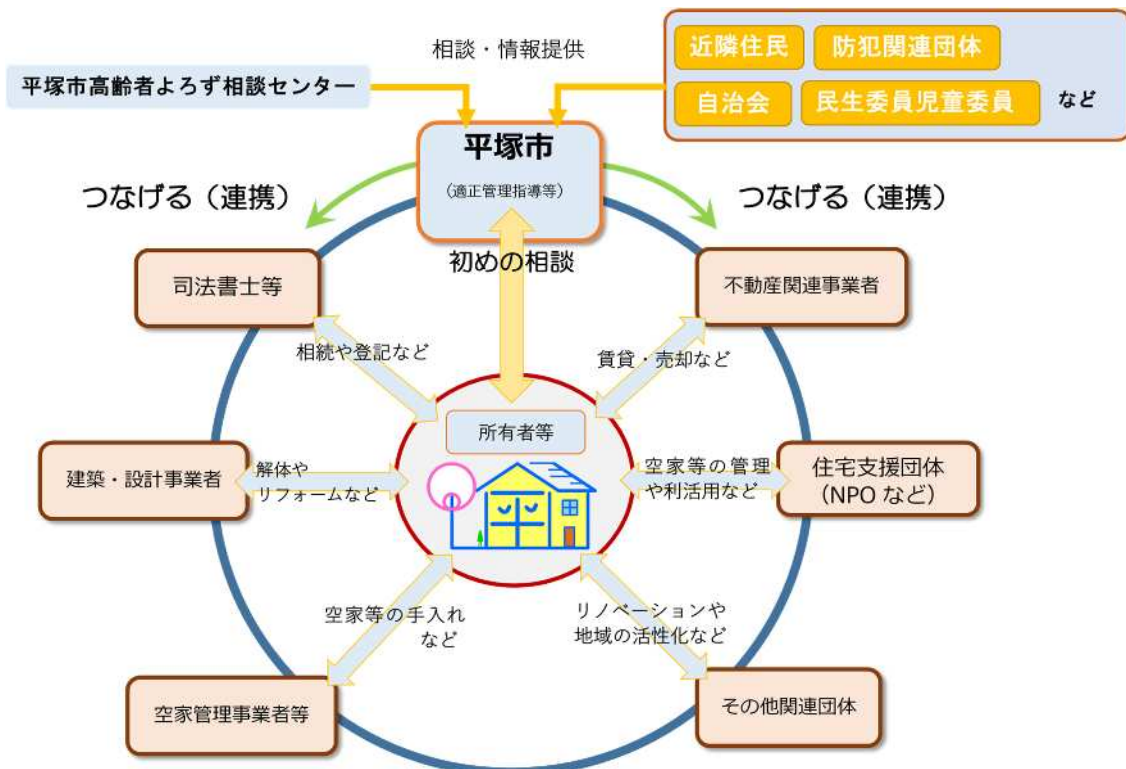 相談・情報提供
近隣住民
防犯関連団体
自治会
民生委員児童委員
など
平塚市高齢者よろず相談センター
平塚市
（適正管理指導等）
つなげる（連携）
つなげる（連携）
初めの相談
司法書士等
不動産関連事業者
相続や登記など
賃貸・売却など
所有者等
建築・設計事業者
解体や
リフォームなど
空家等の管理
や利活用など
住宅支援団体
（NPO など）
空家等の手入れ
など
リノベーションや
地域の活性化など
空家管理事業者等
その他関連団体